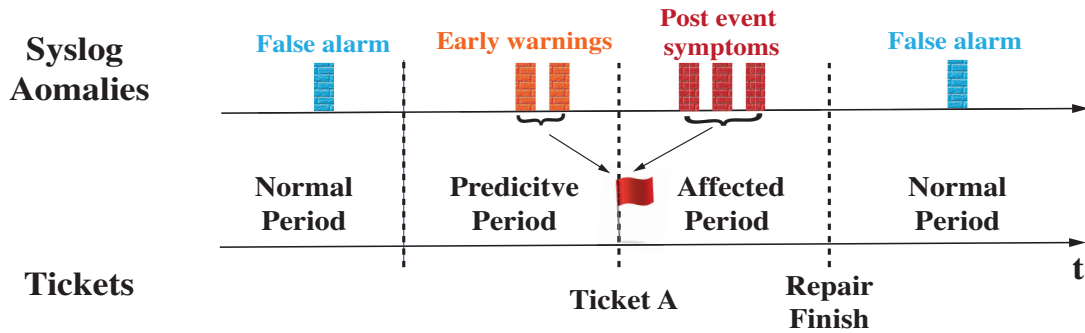 Syslog
Aomalies
False alarm
Early warnings
Post event
symptoms
False alarm
Normal
Period
Predicitve
Period
Affected
Period
Normal
Period
t
Tickets
Ticket A
Repair
Finish